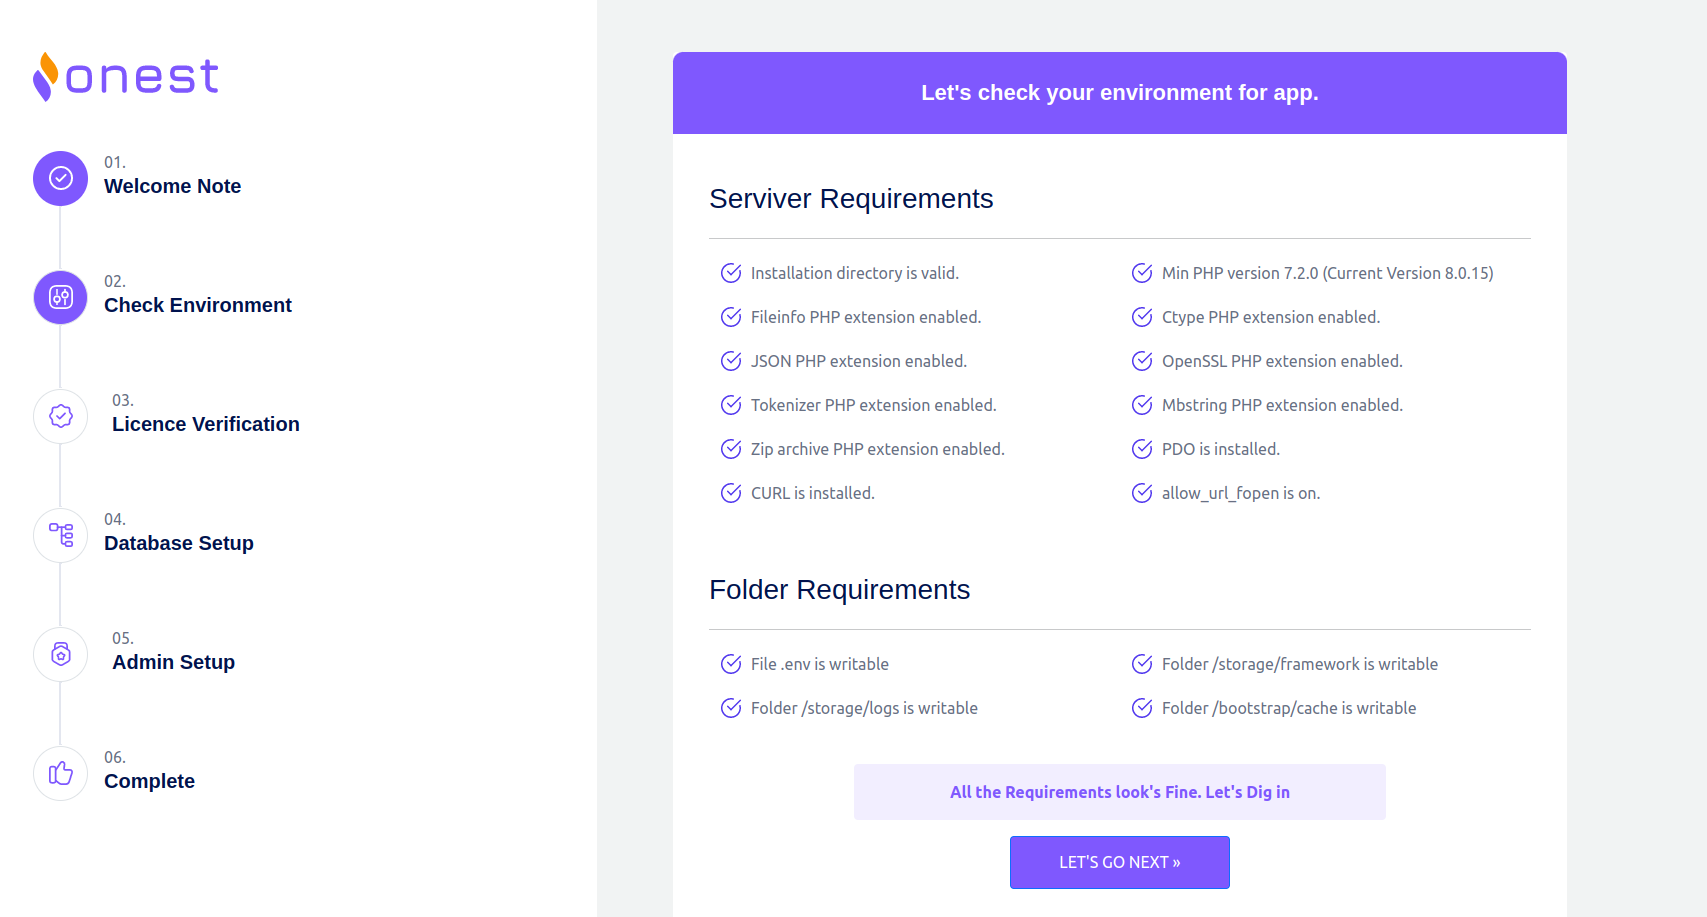 onest
01.
Welcome Note
02.
Check Environment
03.
Licence Verification
04.
Database Setup
05.
Admin Setup
06.
Complete
Let's check your environment for app.
Serviver Requirements
Installation directory is valid.
Min PHP version 7.2.0 (Current Version 8.0.15)
Fileinfo PHP extension enabled.
Ctype PHP extension enabled.
JSON PHP extension enabled.
OpenSSL PHP extension enabled.
Tokenizer PHP extension enabled.
Mbstring PHP extension enabled.
Zip archive PHP extension enabled.
PDO is installed.
CURL is installed.
allow_url_fopen is on.
Folder Requirements
File .env is writable
Folder /storage/framework is writable
Folder /storage/logs is writable
Folder /bootstrap/cache is writable
All the Requirements look's Fine. Let's Dig in
LET'S GO NEXT »